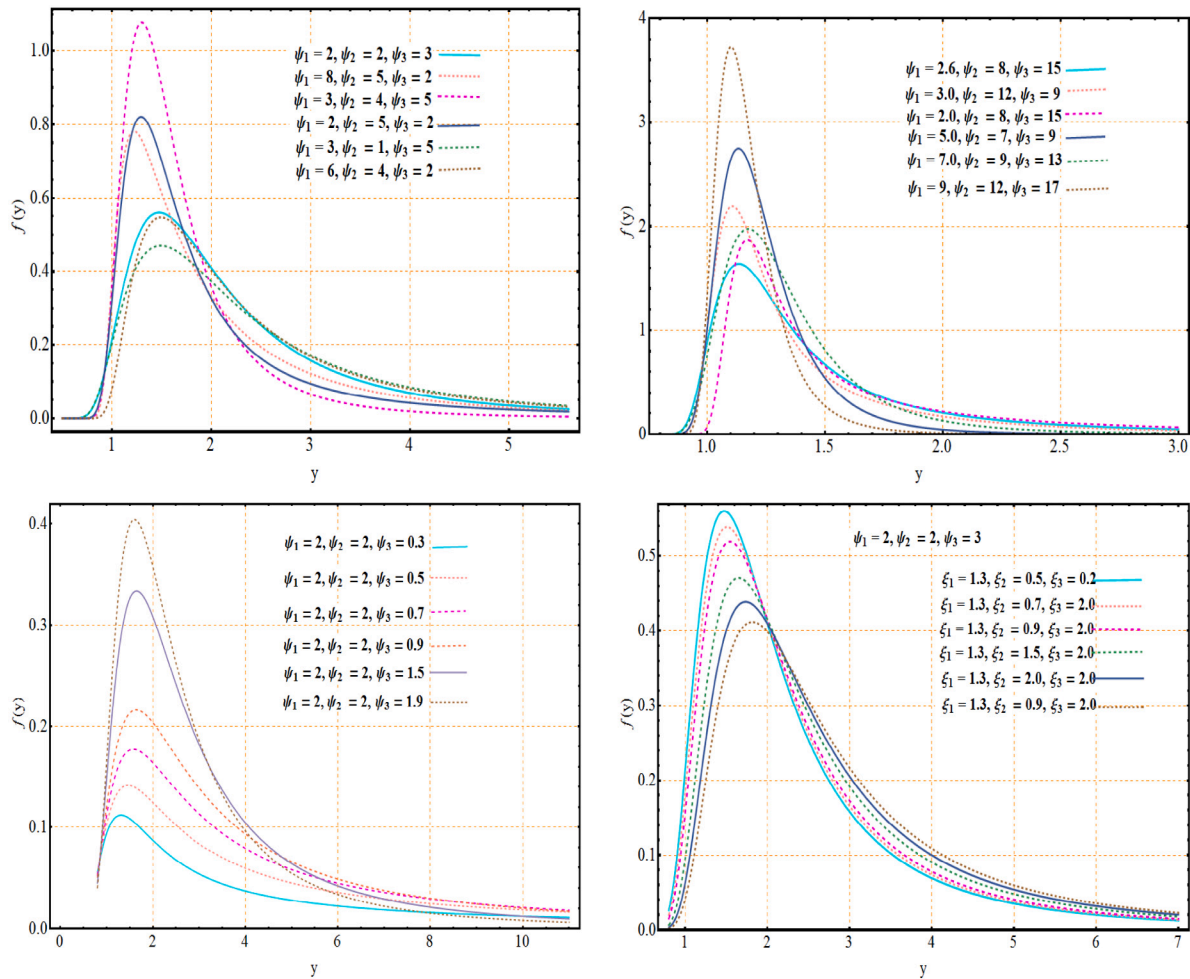 f(y)
1.0
0.8
0.6
0.4
0.2
0.0
ψ1 = 2, ψ2 = 2, ψ3 = 3
ψ1 = 8, ψ2 = 5, ψ3 = 2
ψ1 = 3, ψ2 = 4, ψ3 = 5
ψ1 = 2, ψ2 = 5, ψ3 = 2
ψ1 = 3, ψ2 = 1, ψ3 = 5
ψ1 = 6, ψ2 = 4, ψ3 = 2
1 2 3 4 5
y
f(y)
4
3
2
1
0
ψ1 = 2.6, ψ2 = 8, ψ3 = 15
ψ1 = 3.0, ψ2 = 12, ψ3 = 9
ψ1 = 2.0, ψ2 = 8, ψ3 = 15
ψ1 = 5.0, ψ2 = 7, ψ3 = 9
ψ1 = 7.0, ψ2 = 9, ψ3 = 13
ψ1 = 9, ψ2 = 12, ψ3 = 17
1.0 1.5 2.0 2.5 3.0
y
f(y)
0.4
0.3
0.2
0.1
0.0
ψ1 = 2, ψ2 = 2, ψ3 = 0.3
ψ1 = 2, ψ2 = 2, ψ3 = 0.5
ψ1 = 2, ψ2 = 2, ψ3 = 0.7
ψ1 = 2, ψ2 = 2, ψ3 = 0.9
ψ1 = 2, ψ2 = 2, ψ3 = 1.5
ψ1 = 2, ψ2 = 2, ψ3 = 1.9
0 2 4 6 8 10
y
f(y)
0.5
0.4
0.3
0.2
0.1
0.0
ψ1 = 2, ψ2 = 2, ψ3 = 3
ξ1 = 1.3, ξ2 = 0.5, ξ3 = 0.2
ξ1 = 1.3, ξ2 = 0.7, ξ3 = 2.0
ξ1 = 1.3, ξ2 = 0.9, ξ3 = 2.0
ξ1 = 1.3, ξ2 = 1.5, ξ3 = 2.0
ξ1 = 1.3, ξ2 = 2.0, ξ3 = 2.0
ξ1 = 1.3, ξ2 = 0.9, ξ3 = 2.0
1 2 3 4 5 6 7
y